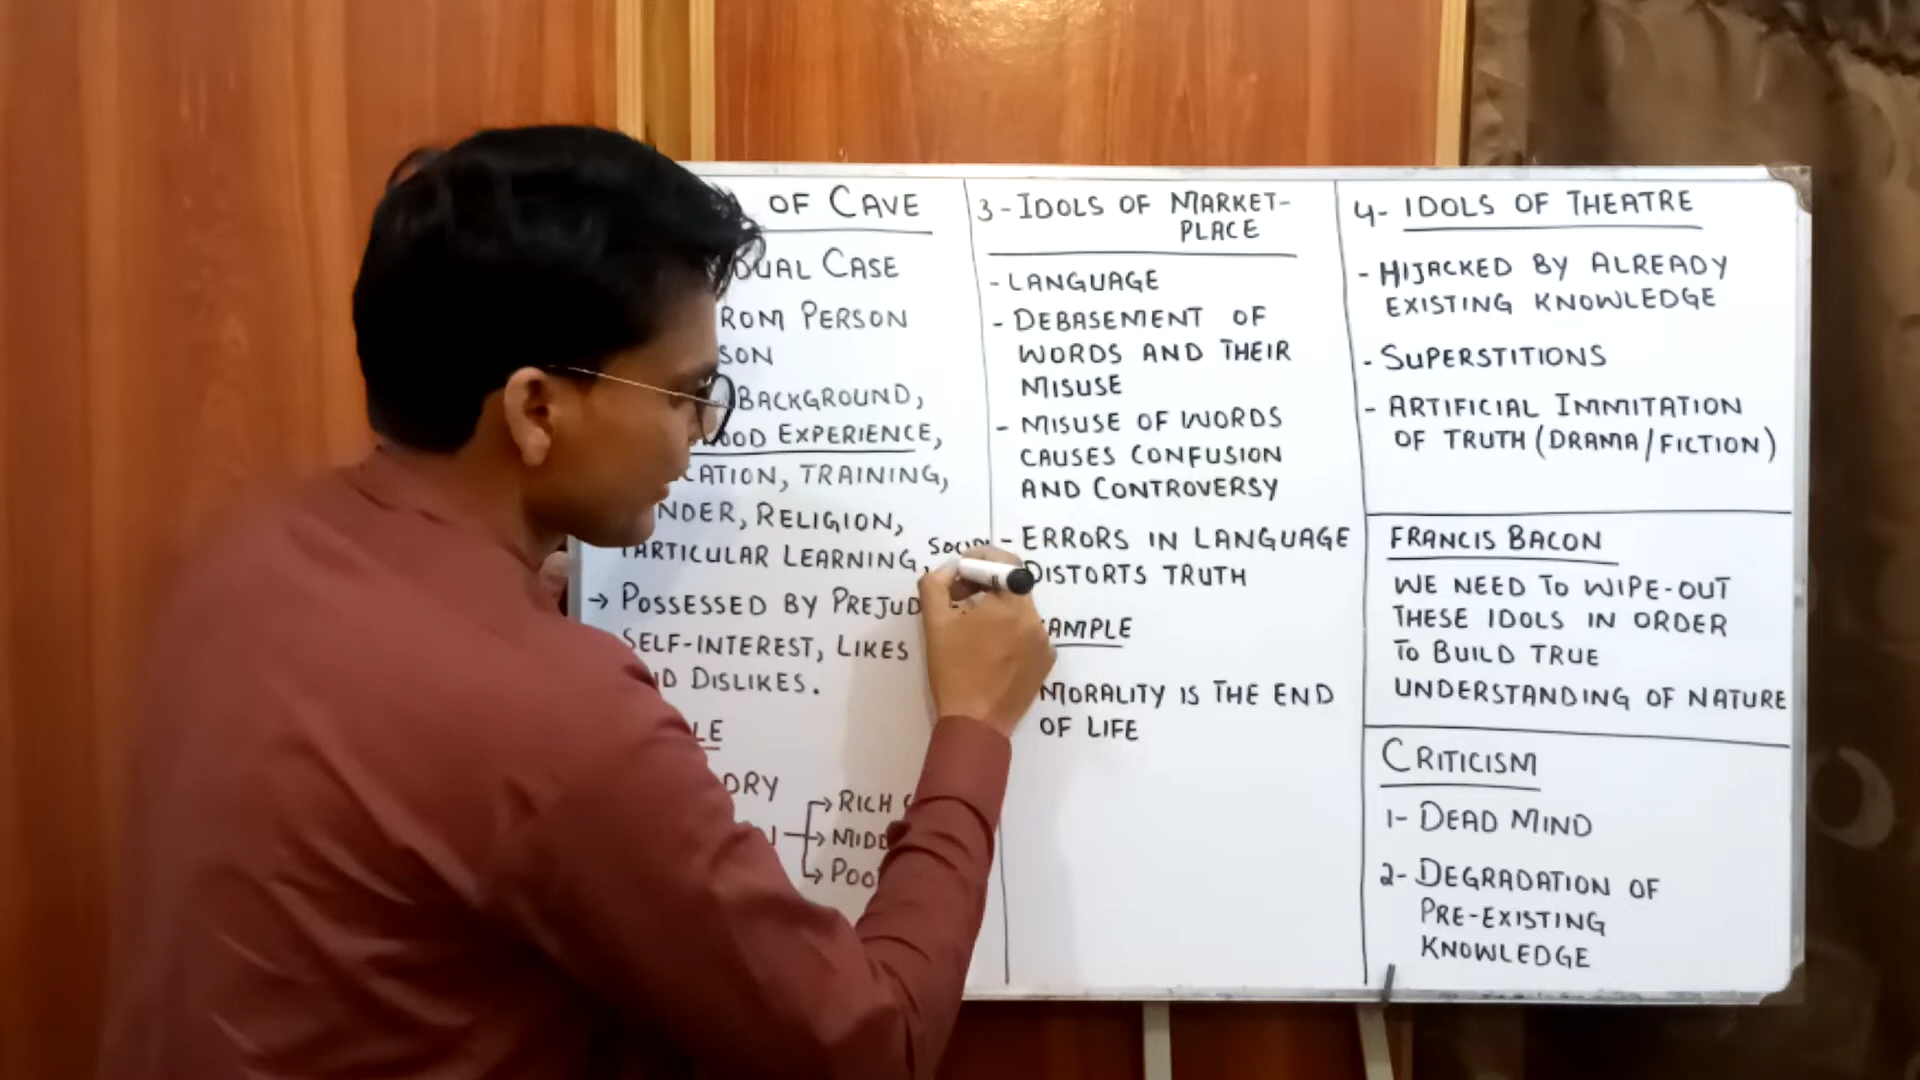 OF CAVE
DUAL CASE
ROM PERSON
SON
BACKGROUND,
OOD EXPERIENCE,
CATION, TRAINING,
NDER, RELIGION,
PARTICULAR LEARNING,
→ POSSESSED BY PREJUD
SELF-INTEREST, LIKES
ND DISLIKES.
LE
ORY
→ RICH
→ MIDD
→ POO
3-IDOLS OF MARKET-
PLACE
- LANGUAGE
- DEBASEMENT OF
WORDS AND THEIR
MISUSE
- MISUSE OF WORDS
CAUSES CONFUSION
AND CONTROVERSY
- ERRORS IN LANGUAGE
DISTORTS TRUTH
AMPLE
MORALITY IS THE END
OF LIFE
4- IDOLS OF THEATRE
- HIJACKED BY ALREADY
EXISTING KNOWLEDGE
- SUPERSTITIONS
- ARTIFICIAL IMMITATION
OF TRUTH (DRAMA/FICTION)
FRANCIS BACON
WE NEED TO WIPE-OUT
THESE IDOLS IN ORDER
TO BUILD TRUE
UNDERSTANDING OF NATURE
CRITICISM
1- DEAD MIND
2- DEGRADATION OF
PRE-EXISTING
KNOWLEDGE